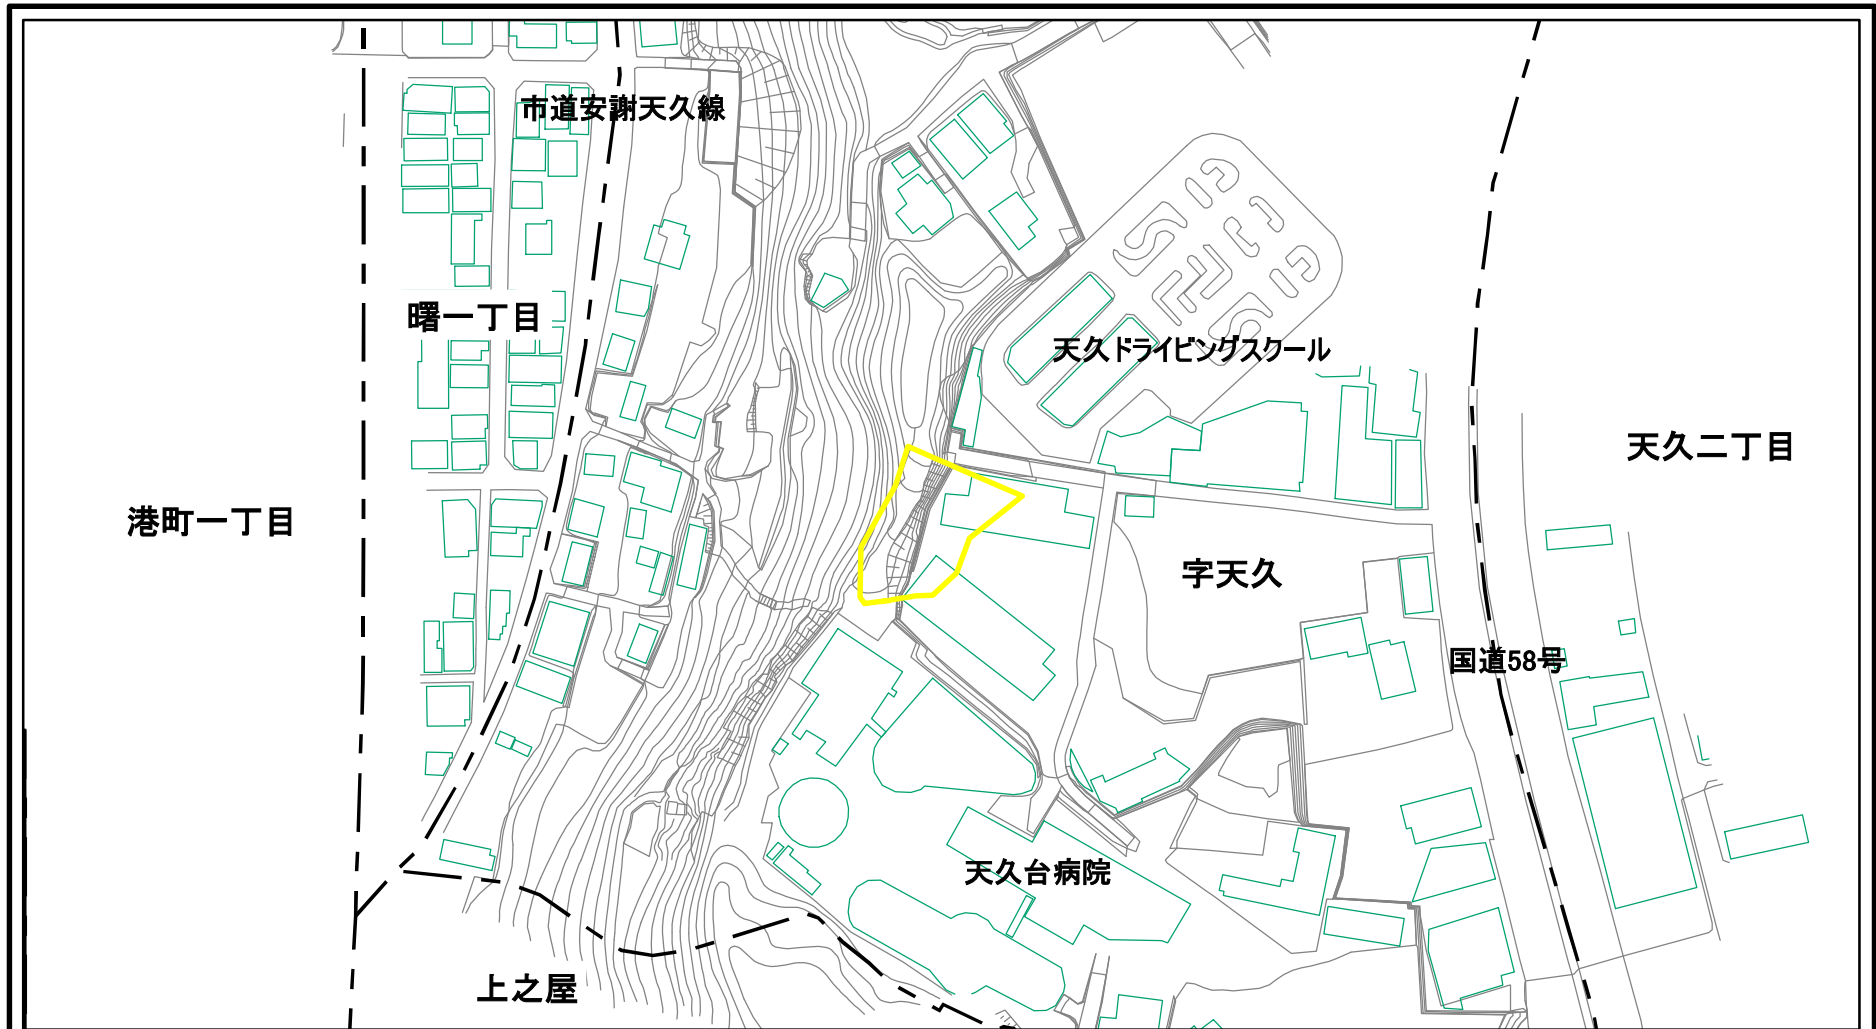 市道安謝天久線
曙一丁目
天久ドライビングスクール
天久二丁目
港町一丁目
字天久
国道58号
天久台病院
上之屋